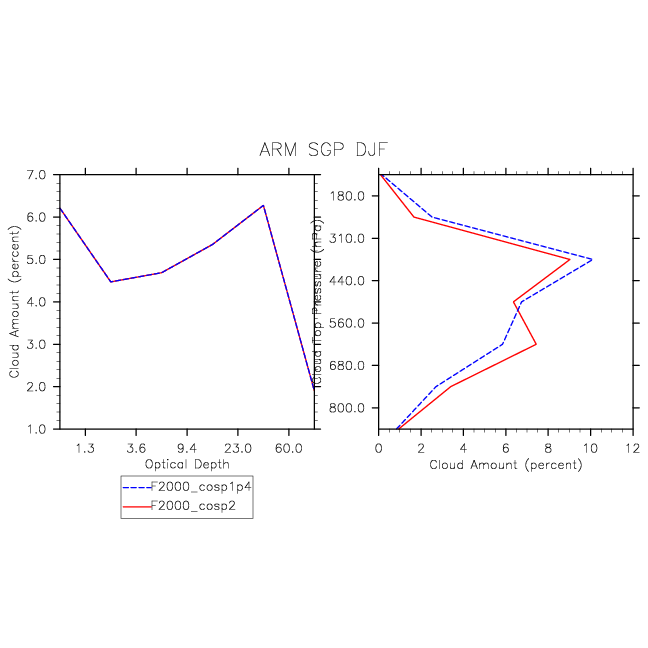 ARM SGP DJF
7.0
6.0
5.0
4.0
3.0
2.0
1.0
Cloud Amount (percent)
1.3 3.6 9.4 23.0 60.0
Optical Depth
F2000_cosp1p4
F2000_cosp2
Cloud Top Pressure (hPa)
180.0
310.0
440.0
560.0
680.0
800.0
0 2 4 6 8 10 12
Cloud Amount (percent)